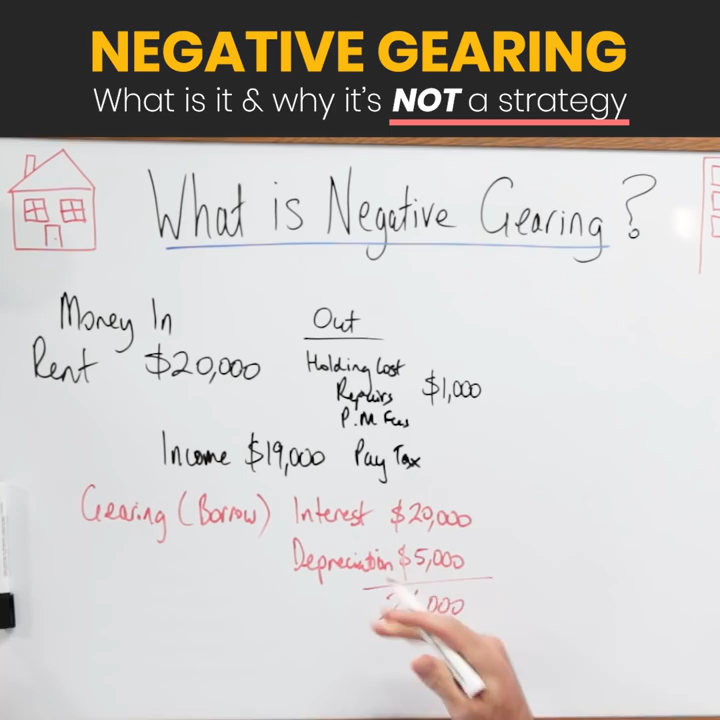 NEGATIVE GEARING
What is it & why it's NOT a strategy
What is Negative Gearing?
Money In
Out
Rent $20,000
Holding Cost
Repairs $1,000
P.M Fees
Income $19,000 Pay Tax
Gearing (Borrow) Interest $20,000
Depreciation $5,000